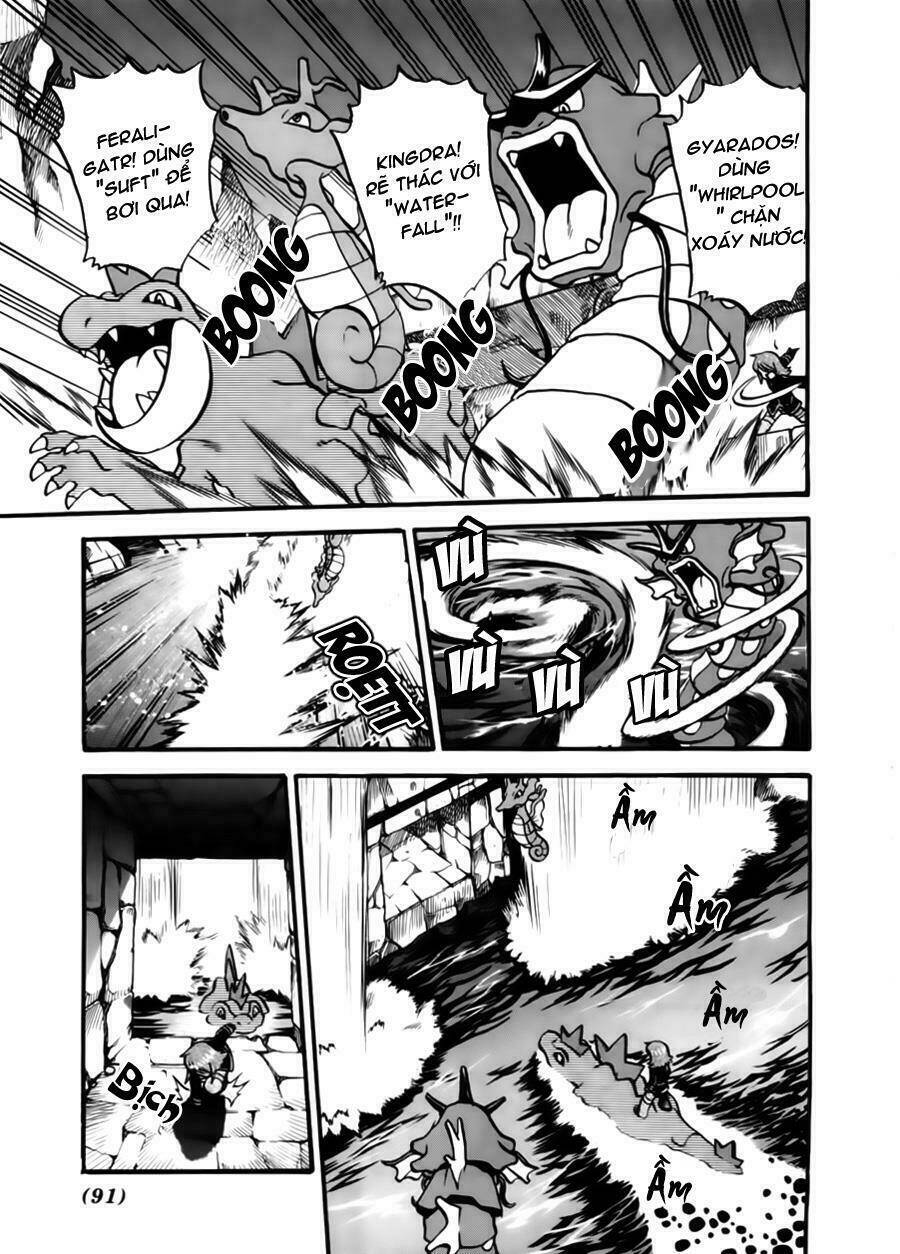 GYARADOS!
DÙNG
"WHIRLPOOL
" CHẶN
XOÁY NƯỚC!
KINGDRA!
RẼ THÁC VỚI
"WATER-
FALL"!!
FERALI-
GATR! DÙNG
"SUFT" ĐỂ
BƠI QUA!
BOONG
BOONG
BOONG
VÙ
VÙ
VÙ
VÙ
ROẸTT
ẦM
ẦM
ẦM
ẦM
BỊCH
(91)